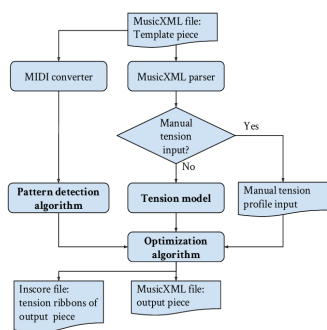 MusicXML file:
Template piece
MIDI converter
MusicXML parser
Manual
tension
input?
Yes
No
Pattern detection
algorithm
Tension model
Manual tension
profile input
Optimization
algorithm
Inscore file:
tension ribbons of
output piece
MusicXML file:
output piece